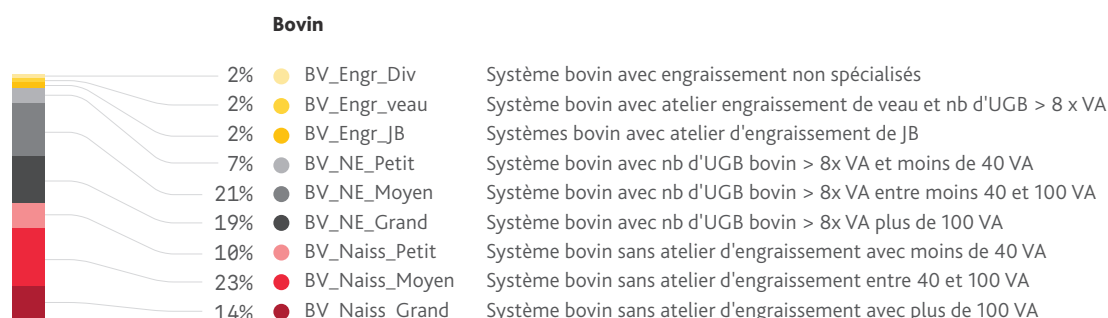 Bovin
2% BV_Engr_Div Système bovin avec engraissement non spécialisés
2% BV_Engr_veau Système bovin avec atelier engraissement de veau et nb d'UGB > 8 x VA
2% BV_Engr_JB Systèmes bovin avec atelier d'engraissement de JB
7% BV_NE_Petit Système bovin avec nb d'UGB bovin > 8x VA et moins de 40 VA
21% BV_NE_Moyen Système bovin avec nb d'UGB bovin > 8x VA entre moins 40 et 100 VA
19% BV_NE_Grand Système bovin avec nb d'UGB bovin > 8x VA plus de 100 VA
10% BV_Naiss_Petit Système bovin sans atelier d'engraissement avec moins de 40 VA
23% BV_Naiss_Moyen Système bovin sans atelier d'engraissement entre 40 et 100 VA
14% BV_Naiss_Grand Système bovin sans atelier d'engraissement avec plus de 100 VA